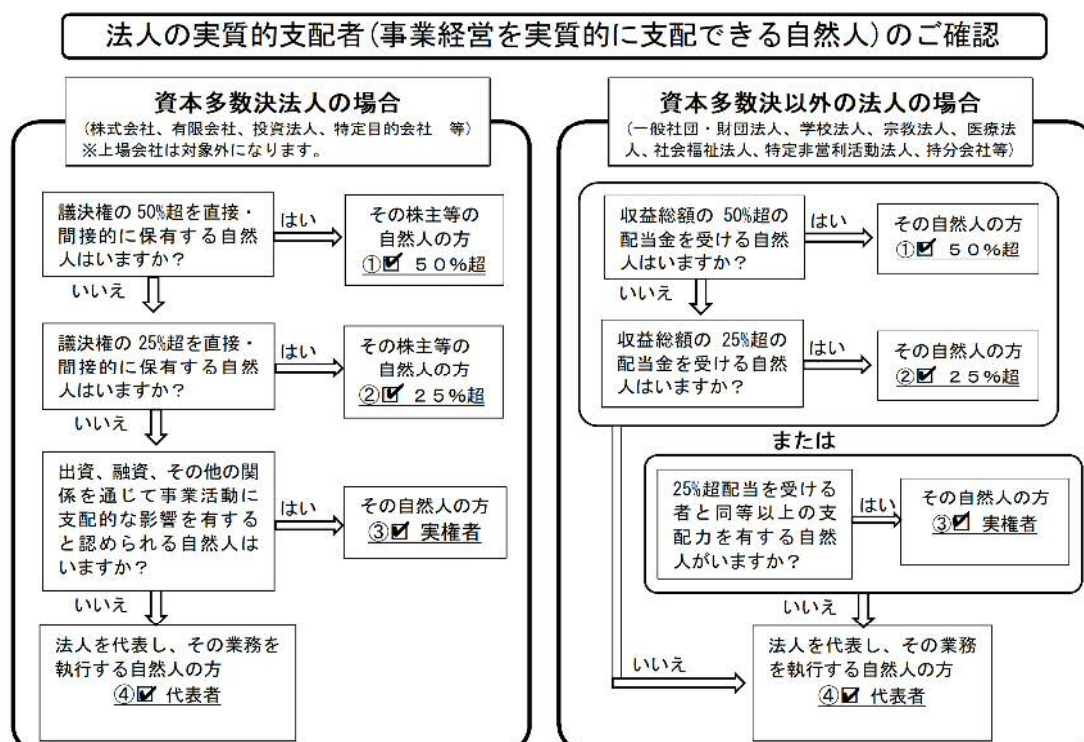 法人の実質的支配者(事業経営を実質的に支配できる自然人)のご確認
資本多数決法人の場合
(株式会社、有限会社、投資法人、特定目的会社　等)
※上場会社は対象外になります。
議決権の 50%超を直接・
間接的に保有する自然
人はいますか？
はい
その株主等の
自然人の方
①☑ ５０%超
いいえ
議決権の 25%超を直接・
間接的に保有する自然
人はいますか？
はい
その株主等の
自然人の方
②☑ ２５%超
いいえ
出資、融資、その他の関
係を通じて事業活動に
支配的な影響を有する
と認められる自然人は
いますか？
はい
その自然人の方
③☑ 実権者
いいえ
法人を代表し、その業務を
執行する自然人の方
④☑ 代表者
資本多数決以外の法人の場合
(一般社団・財団法人、学校法人、宗教法人、医療法
人、社会福祉法人、特定非営利活動法人、持分会社等)
収益総額の 50%超の
配当金を受ける自然
人はいますか？
はい
その自然人の方
①☑ ５０%超
いいえ
収益総額の 25%超の
配当金を受ける自然
人はいますか？
はい
その自然人の方
②☑ ２５%超
または
25%超配当を受ける
者と同等以上の支
配力を有する自然
人がいますか？
はい
その自然人の方
③☑ 実権者
いいえ
いいえ
法人を代表し、その業務
を執行する自然人の方
④☑ 代表者